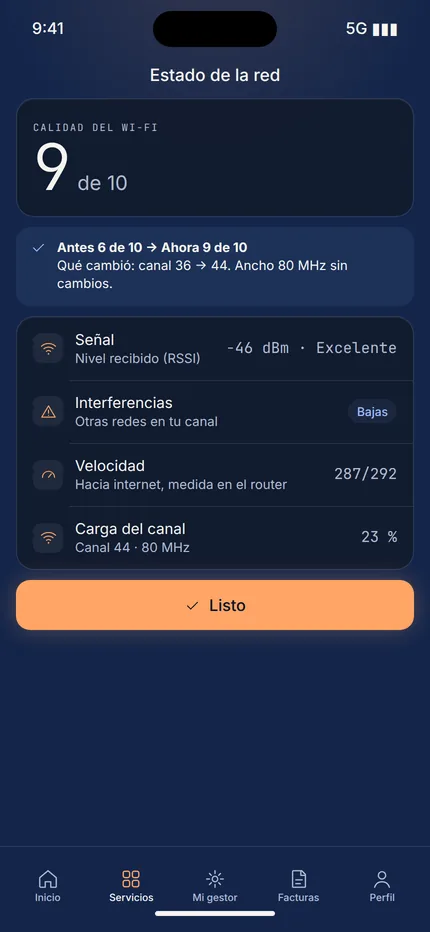 9:41
5G
Estado de la red
CALIDAD DEL WI-FI
9 de 10
Antes 6 de 10 → Ahora 9 de 10
Qué cambió: canal 36 → 44. Ancho 80 MHz sin
cambios.
Señal
Nivel recibido (RSSI)
-46 dBm · Excelente
Interferencias
Otras redes en tu canal
Bajas
Velocidad
Hacia internet, medida en el router
287/292
Carga del canal
Canal 44 · 80 MHz
23 %
Listo
Inicio
Servicios
Mi gestor
Facturas
Perfil